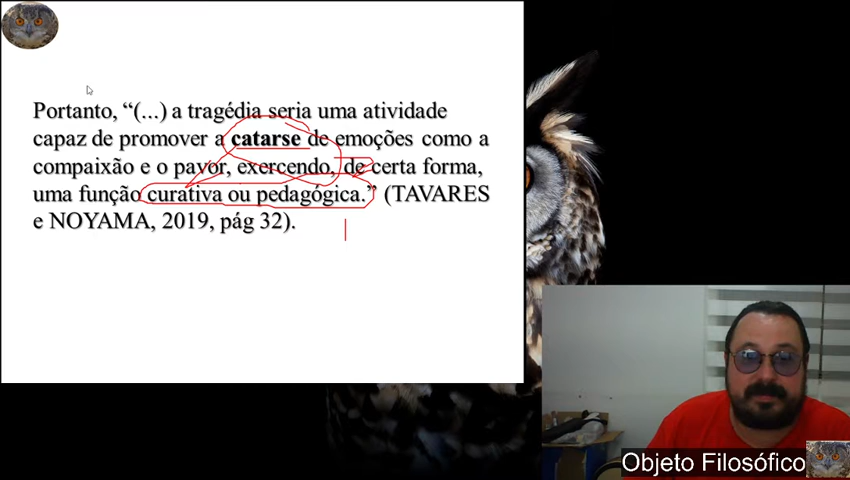 Portanto, “(...) a tragédia seria uma atividade
capaz de promover a catarse de emoções como a
compaixão e o pavor, exercendo, de certa forma,
uma função curativa ou pedagógica.” (TAVARES
e NOYAMA, 2019, pág 32).
Objeto Filosófico